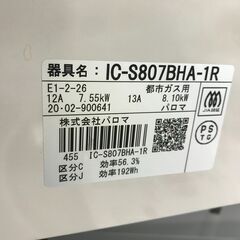 器具名: IC-S807BHA-1R
E1-2-26 都市ガス用
12A 7.55kW 13A 8.10kW
20・02-900641 パロマ
株式会社パロマ
JIA
PS
TG
455 IC-S807BHA-1R
C区分 効率56.3%
C区分 効率192Wh